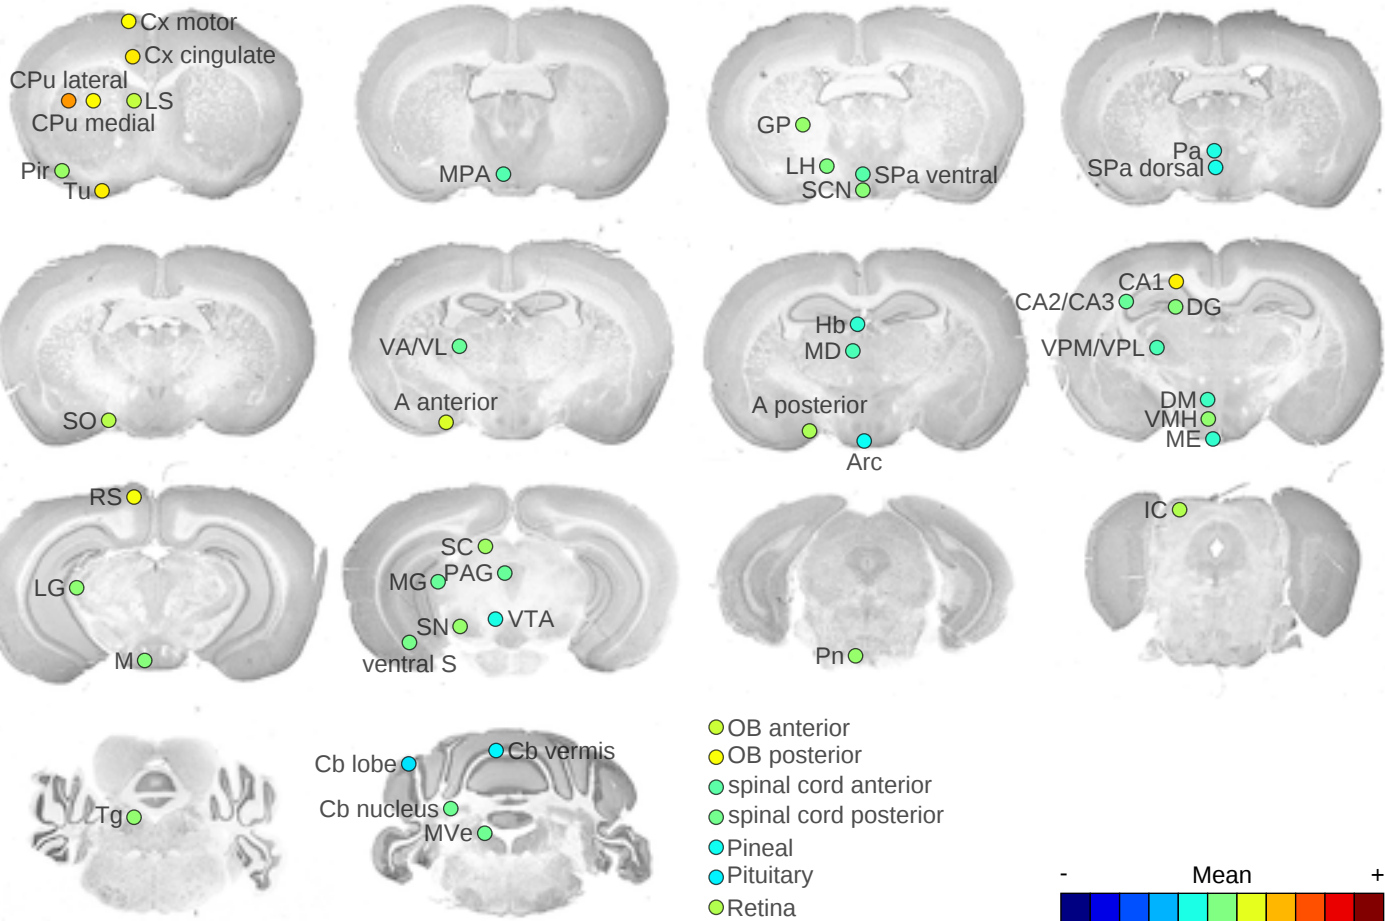 Cx motor
Cx cingulate
CPu lateral
LS
CPu medial
Pir
Tu
MPA
GP
LH
SPa ventral
SCN
Pa
SPa dorsal
SO
VA/VL
A anterior
Hb
MD
A posterior
Arc
CA1
CA2/CA3
DG
VPM/VPL
DM
VMH
ME
RS
LG
M
SC
PAG
MG
VTA
SN
ventral S
Pn
IC
Tg
Cb lobe
Cb vermis
Cb nucleus
MVe
OB anterior
OB posterior
spinal cord anterior
spinal cord posterior
Pineal
Pituitary
Retina
- Mean +